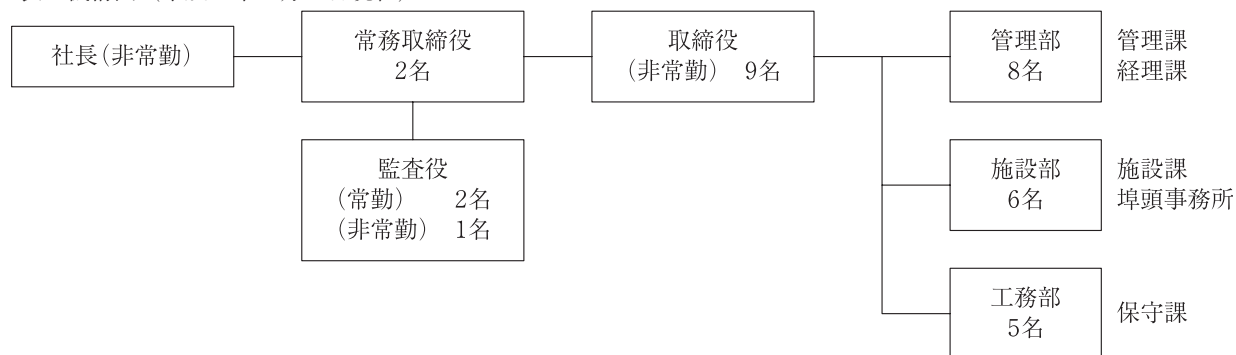 社長(非常勤)
常務取締役
2名
取締役
(非常勤) 9名
管理部
8名
管理課
経理課
監査役
(常勤) 2名
(非常勤) 1名
施設部
6名
施設課
埠頭事務所
工務部
5名
保守課